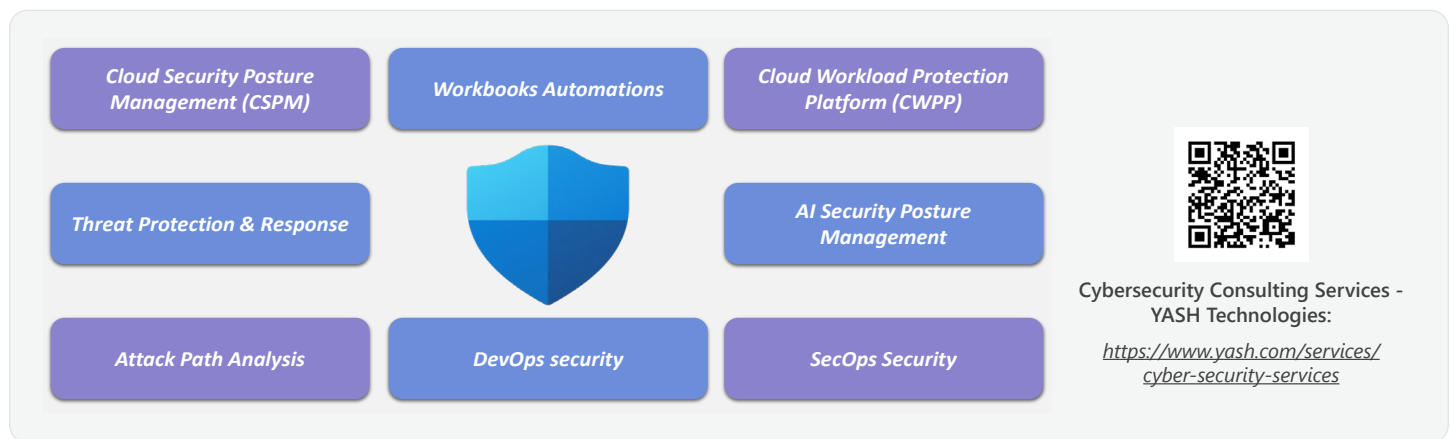 Cloud Security Posture
Management (CSPM)
Workbooks Automations
Cloud Workload Protection
Platform (CWPP)
Threat Protection & Response
AI Security Posture
Management
Attack Path Analysis
DevOps security
SecOps Security
Cybersecurity Consulting Services -
YASH Technologies:
https://www.yash.com/services/
cyber-security-services